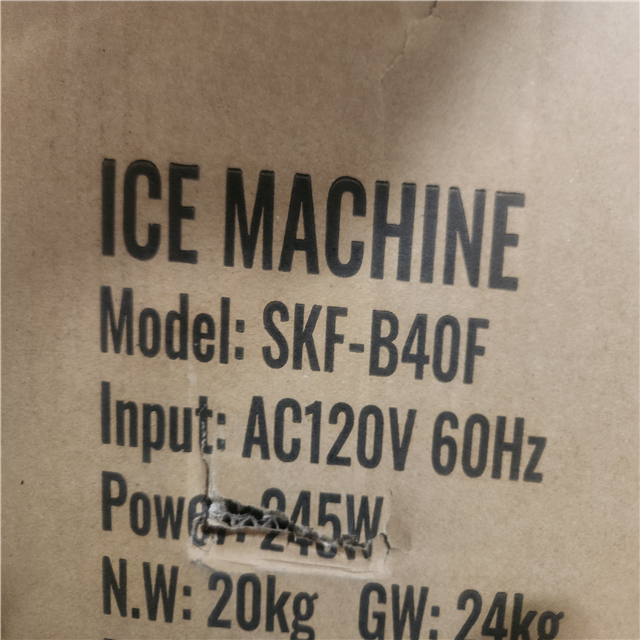 ICE MACHINE
Model: SKF-B40F
Input: AC120V 60Hz
Power: 245W
N.W: 20kg GW: 24kg